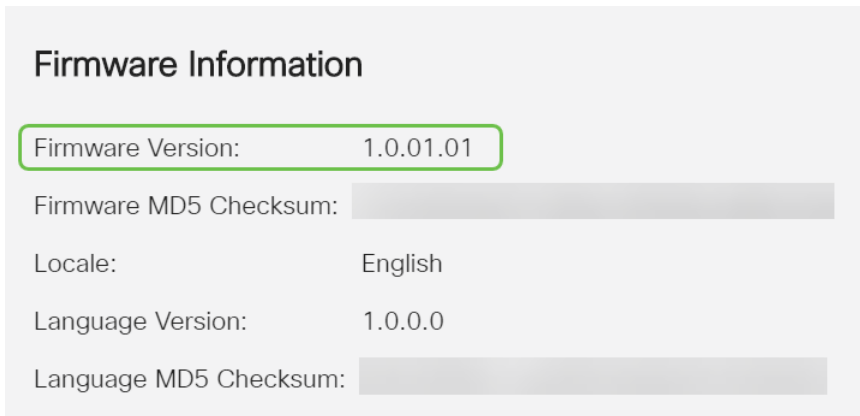 Firmware Information
Firmware Version: 1.0.01.01
Firmware MD5 Checksum:
Locale: English
Language Version: 1.0.0.0
Language MD5 Checksum: